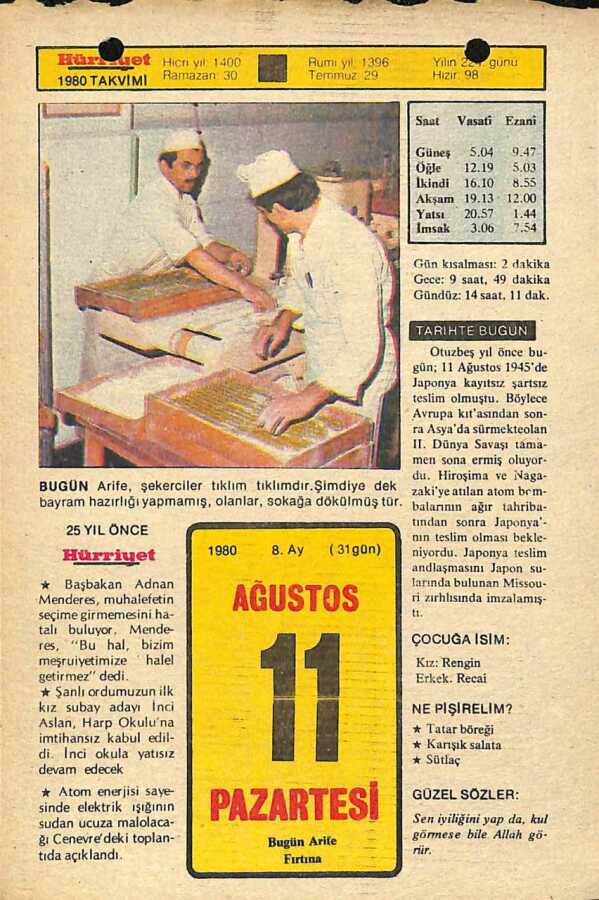 Hürriyet
1980 TAKVİMİ
Hicri yıl: 1400
Ramazan: 30
Rumi yıl: 1396
Temmuz: 29
Yılın 224. günü
Hızır: 98
Saat Vasatî Ezanî
Güneş 5.04 9.47
Öğle 12.19 5.03
İkindi 16.10 8.55
Akşam 19.13 12.00
Yatsı 20.57 1.44
İmsak 3.06 7.54
Gün kısalması: 2 dakika
Gece: 9 saat, 49 dakika
Gündüz: 14 saat, 11 dak.
TARİHTE BUGÜN
Otuzbeş yıl önce bu-
gün; 11 Ağustos 1945'de
Japonya kayıtsız şartsız
teslim olmuştu. Böylece
Avrupa kıt'asından son-
ra Asya'da sürmekteolan
II. Dünya Savaşı tama-
men sona ermiş oluyor-
du. Hiroşima ve Naga-
zaki'ye atılan atom bom-
balarının ağır tahriba-
tından sonra Japonya'-
nın teslim olması bekle-
niyordu. Japonya teslim
andlaşmasını Japon su-
larında bulunan Missou-
ri zırhlısında imzalamış-
tı.
ÇOCUĞA İSİM:
Kız: Rengin
Erkek. Recai
NE PİŞİRELİM?
★ Tatar böreği
★ Karışık salata
★ Sütlaç
GÜZEL SÖZLER:
Sen iyiliğini yap da, kul
görmese bile Allah gö-
rür.
BUGÜN Arife, şekerciler tıklım tıklımdır.Şimdiye dek
bayram hazırlığı yapmamış, olanlar, sokağa dökülmüş tür.
25 YIL ÖNCE
Hürriyet
★ Başbakan Adnan
Menderes, muhalefetin
seçime girmemesini ha-
talı buluyor. Mende-
res, "Bu hal, bizim
meşruiyetimize halel
getirmez" dedi.
★ Şanlı ordumuzun ilk
kız subay adayı İnci
Aslan, Harp Okulu'na
imtihansız kabul edil-
di. İnci okula yatısız
devam edecek
★ Atom enerjisi saye-
sinde elektrik ışığının
sudan ucuza malolaca-
ğı Cenevre'deki toplan-
tıda açıklandı.
1980 8. Ay (31gün)
AĞUSTOS
11
PAZARTESİ
Bugün Arife
Fırtına